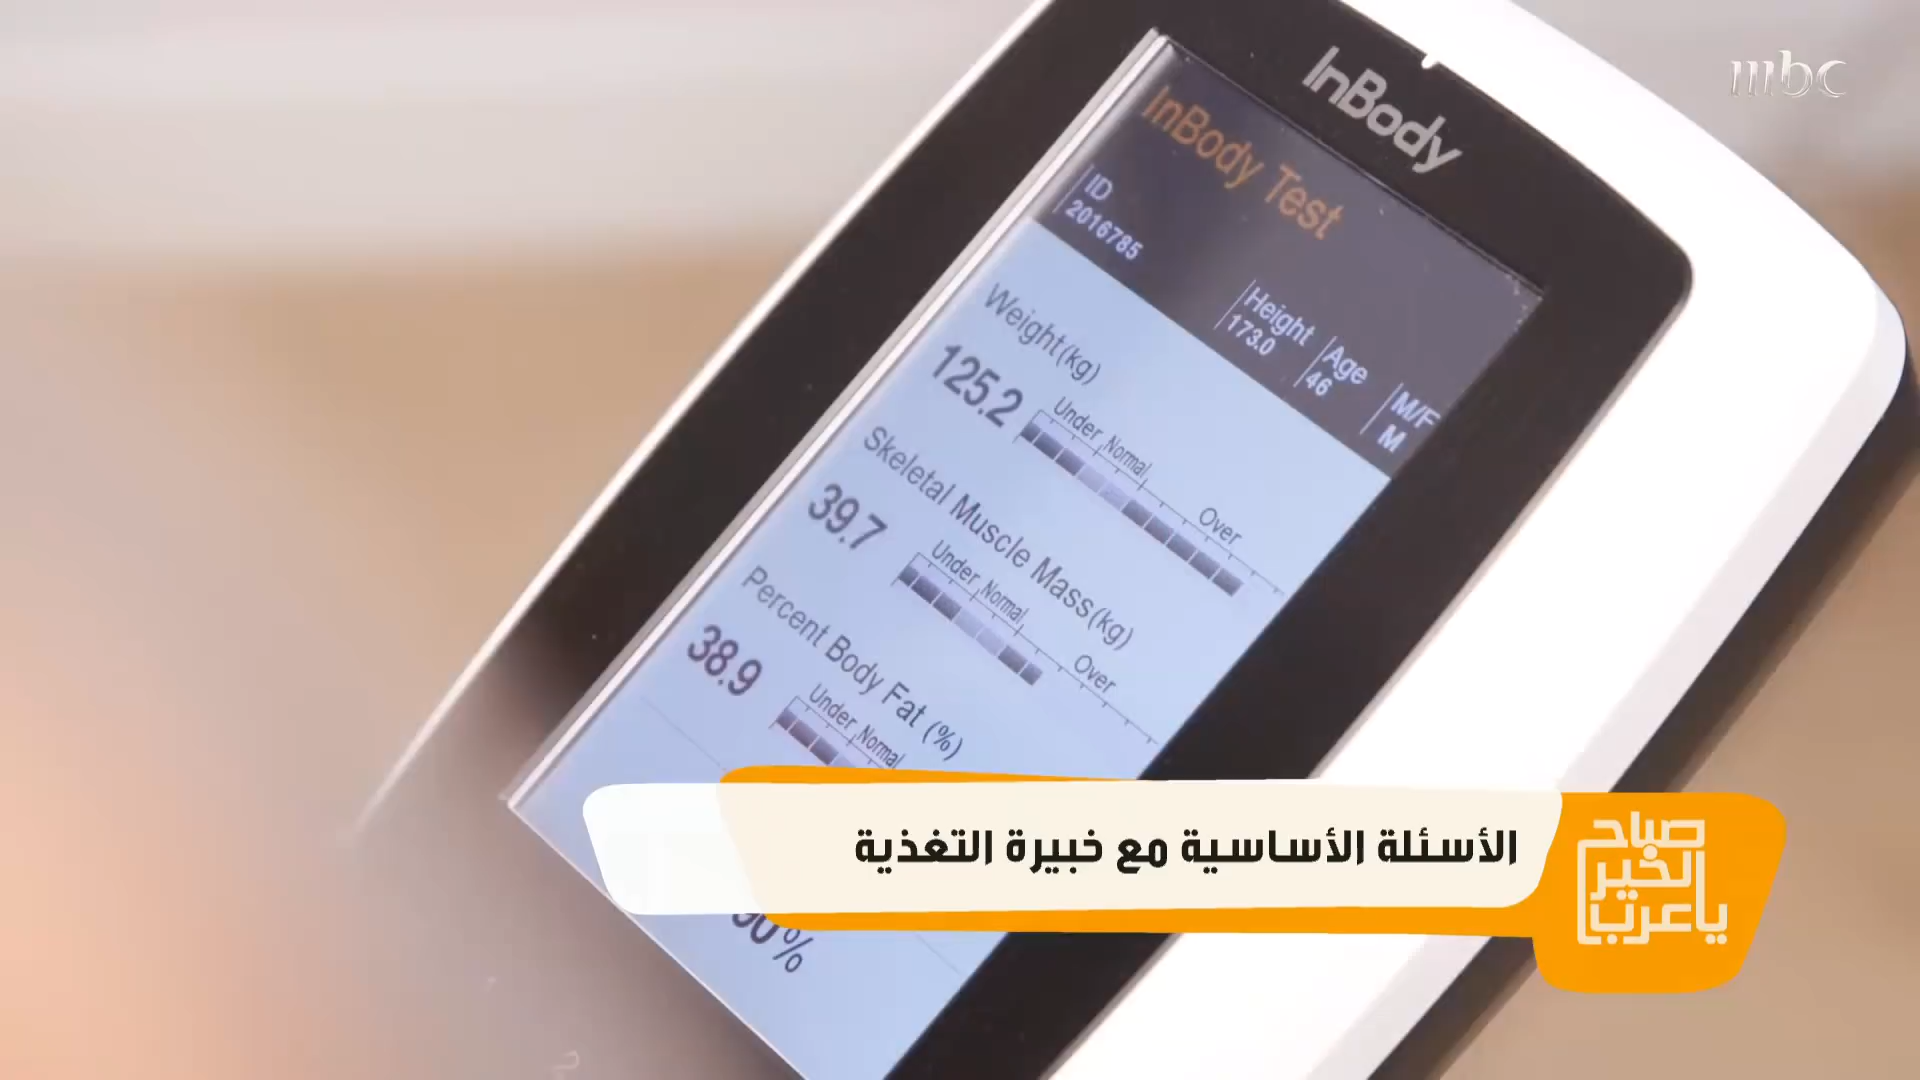 mbc
InBody
InBody Test
ID
2016785
Height
173.0
Age
46
M/F
M
Weight(kg)
125.2
Under Normal Over
Skeletal Muscle Mass(kg)
39.7
Under Normal Over
Percent Body Fat (%)
38.9
Under Normal
الأسئلة الأساسية مع خبيرة التغذية
صباح
الخير
ياعرب